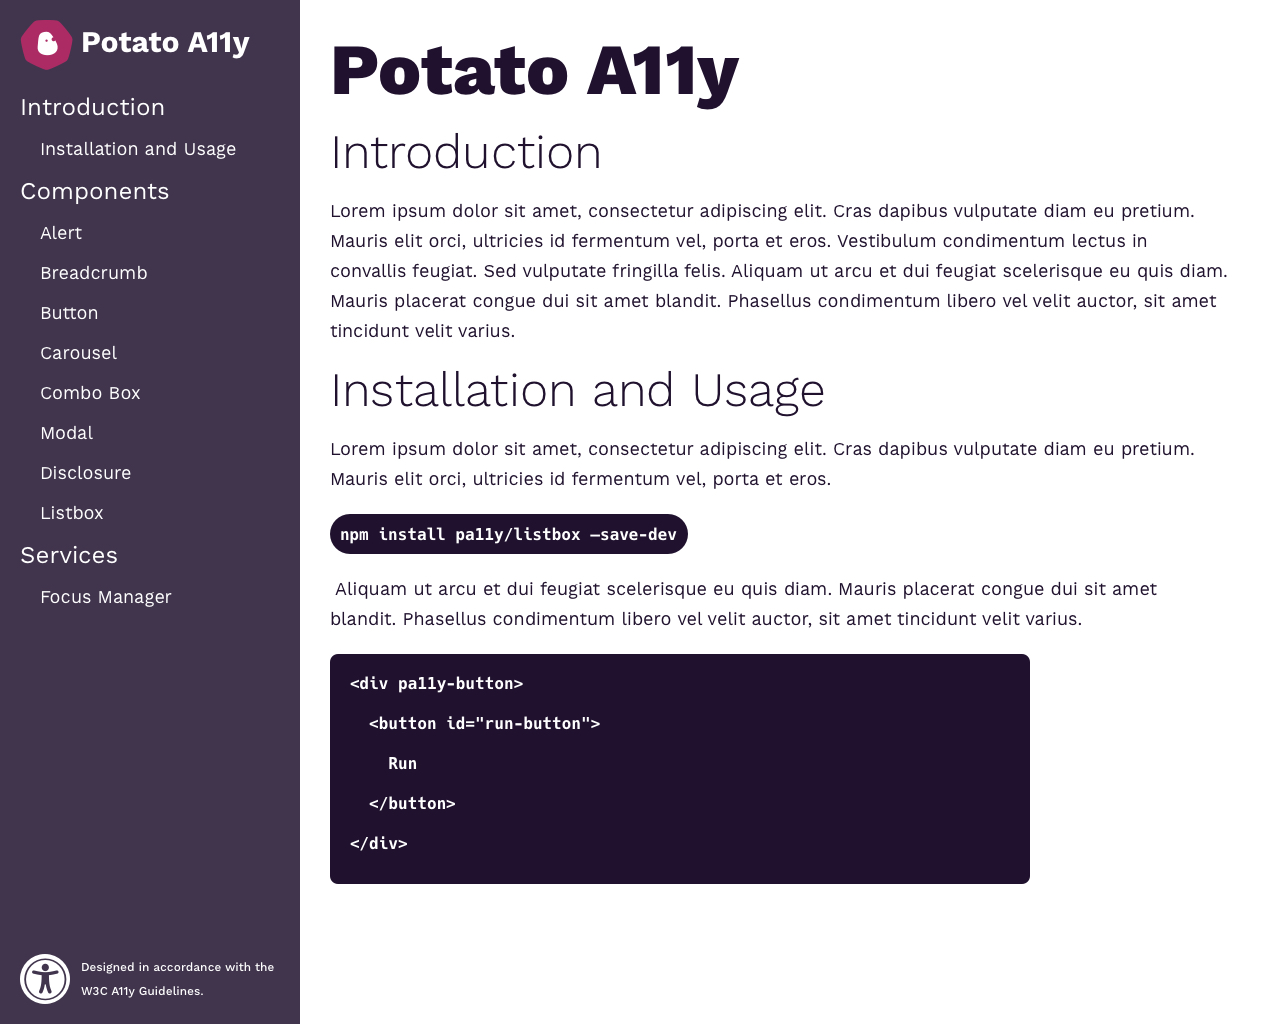 Potato A11y
Introduction
Installation and Usage
Components
Alert
Breadcrumb
Button
Carousel
Combo Box
Modal
Disclosure
Listbox
Services
Focus Manager
Designed in accordance with the
W3C A11y Guidelines.
Potato A11y
Introduction
Lorem ipsum dolor sit amet, consectetur adipiscing elit. Cras dapibus vulputate diam eu pretium.
Mauris elit orci, ultricies id fermentum vel, porta et eros. Vestibulum condimentum lectus in
convallis feugiat. Sed vulputate fringilla felis. Aliquam ut arcu et dui feugiat scelerisque eu quis diam.
Mauris placerat congue dui sit amet blandit. Phasellus condimentum libero vel velit auctor, sit amet
tincidunt velit varius.
Installation and Usage
Lorem ipsum dolor sit amet, consectetur adipiscing elit. Cras dapibus vulputate diam eu pretium.
Mauris elit orci, ultricies id fermentum vel, porta et eros.
npm install pa11y/listbox —save-dev
Aliquam ut arcu et dui feugiat scelerisque eu quis diam. Mauris placerat congue dui sit amet
blandit. Phasellus condimentum libero vel velit auctor, sit amet tincidunt velit varius.
<div pa11y-button>
  <button id="run-button">
    Run
  </button>
</div>